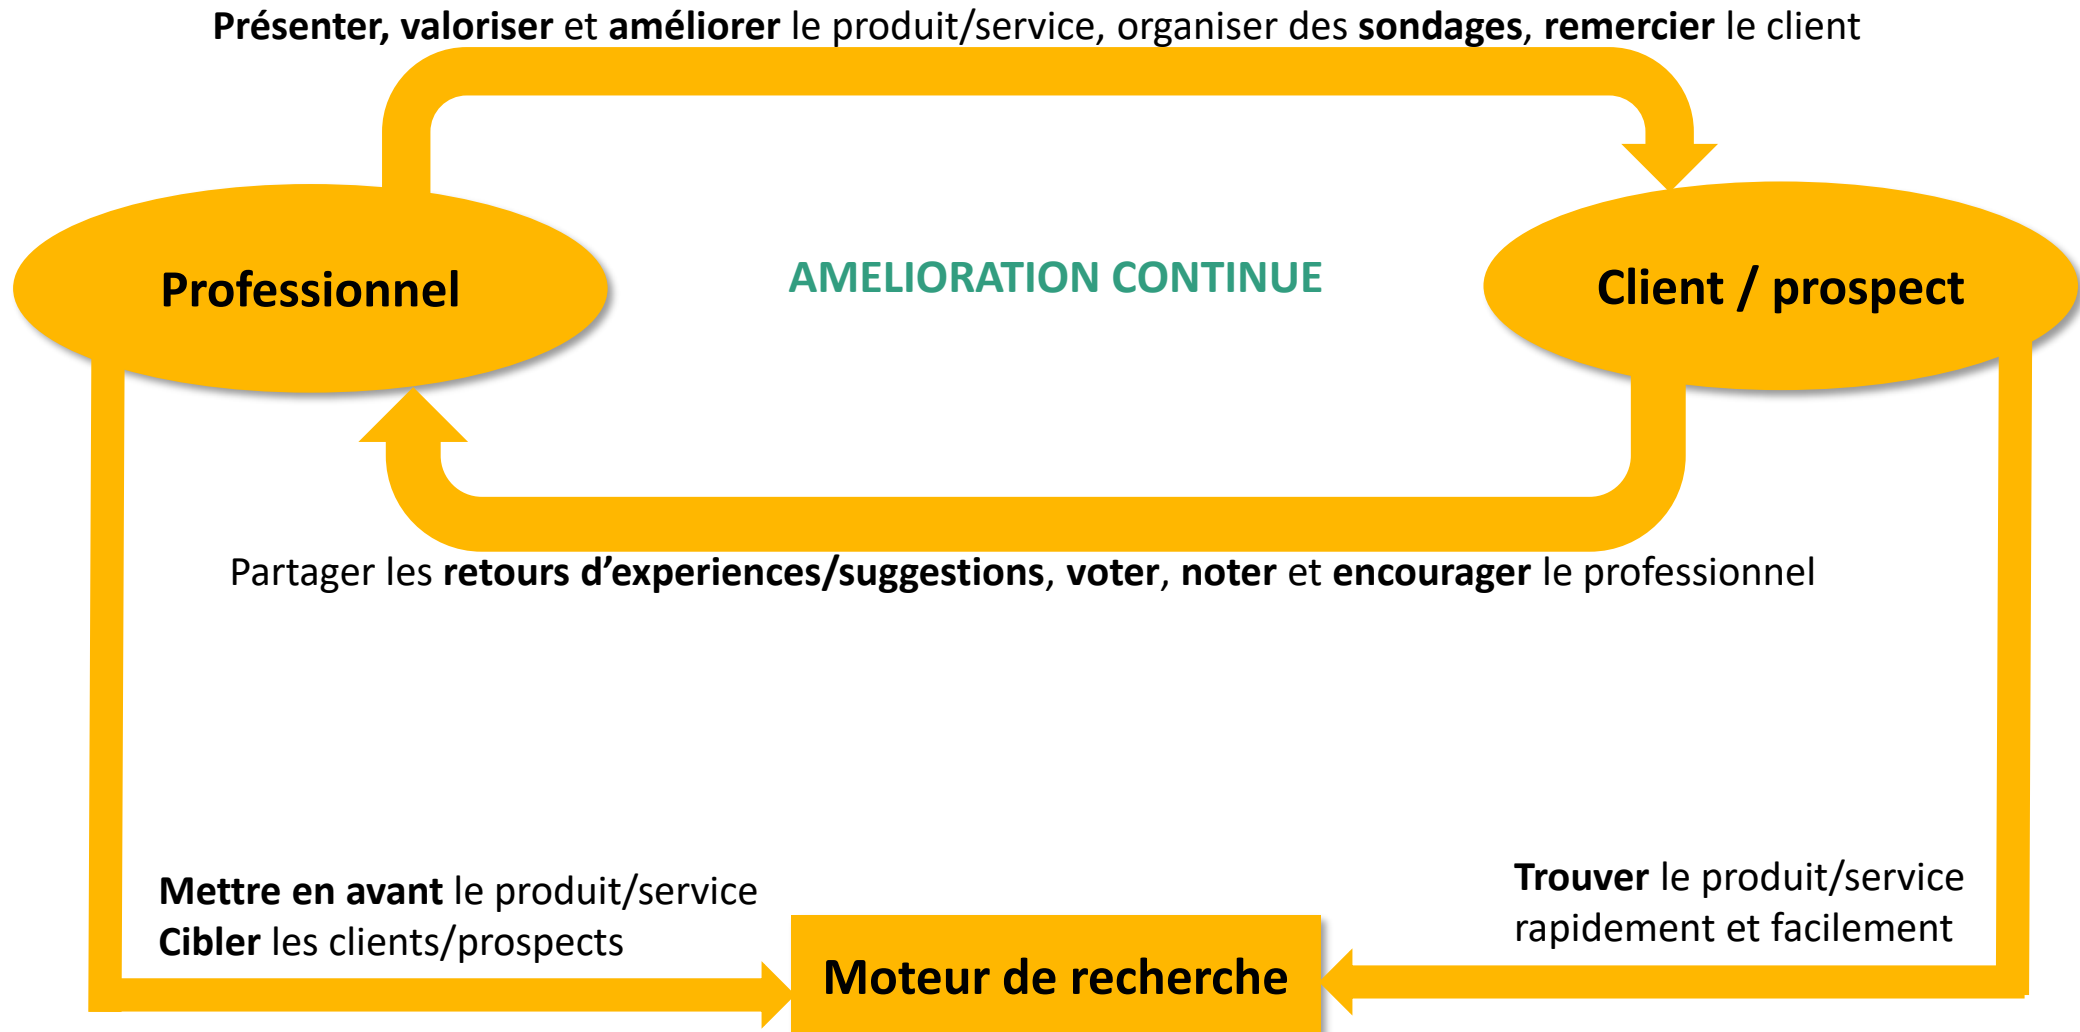 Présenter, valoriser et améliorer le produit/service, organiser des sondages, remercier le client
Professionnel
AMELIORATION CONTINUE
Client / prospect
Partager les retours d’experiences/suggestions, voter, noter et encourager le professionnel
Mettre en avant le produit/service
Cibler les clients/prospects
Trouver le produit/service
rapidement et facilement
Moteur de recherche